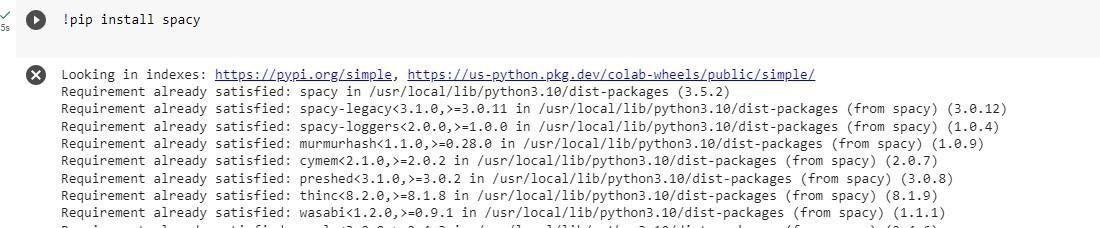 5s
!pip install spacy
Looking in indexes: https://pypi.org/simple, https://us-python.pkg.dev/colab-wheels/public/simple/
Requirement already satisfied: spacy in /usr/local/lib/python3.10/dist-packages (3.5.2)
Requirement already satisfied: spacy-legacy<3.1.0,>=3.0.11 in /usr/local/lib/python3.10/dist-packages (from spacy) (3.0.12)
Requirement already satisfied: spacy-loggers<2.0.0,>=1.0.0 in /usr/local/lib/python3.10/dist-packages (from spacy) (1.0.4)
Requirement already satisfied: murmurhash<1.1.0,>=0.28.0 in /usr/local/lib/python3.10/dist-packages (from spacy) (1.0.9)
Requirement already satisfied: cymem<2.1.0,>=2.0.2 in /usr/local/lib/python3.10/dist-packages (from spacy) (2.0.7)
Requirement already satisfied: preshed<3.1.0,>=3.0.2 in /usr/local/lib/python3.10/dist-packages (from spacy) (3.0.8)
Requirement already satisfied: thinc<8.2.0,>=8.1.8 in /usr/local/lib/python3.10/dist-packages (from spacy) (8.1.9)
Requirement already satisfied: wasabi<1.2.0,>=0.9.1 in /usr/local/lib/python3.10/dist-packages (from spacy) (1.1.1)